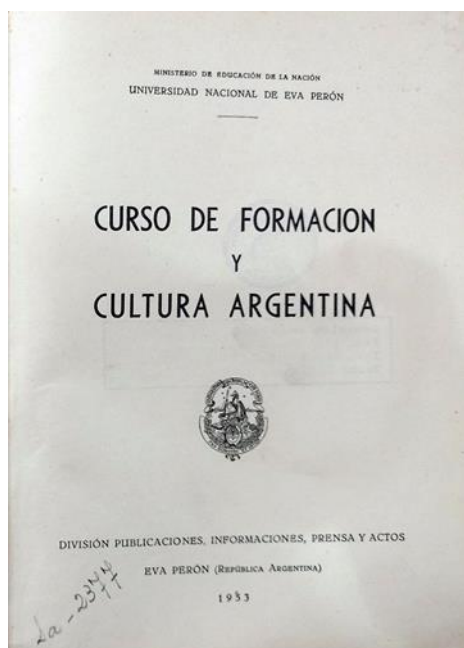 MINISTERIO DE EDUCACIÓN DE LA NACIÓN
UNIVERSIDAD NACIONAL DE EVA PERÓN
CURSO DE FORMACION
Y
CULTURA ARGENTINA
DIVISIÓN PUBLICACIONES, INFORMACIONES, PRENSA Y ACTOS
EVA PERÓN (REPÚBLICA ARGENTINA)
1953